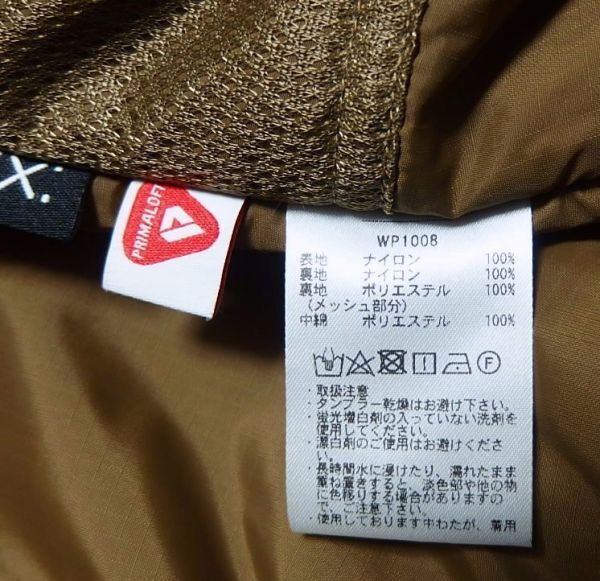 X:
PRIMALOFT
WP1008
表地 ナイロン 100%
裏地 ナイロン 100%
裏地 ポリエステル 100%
(メッシュ部分)
中綿 ポリエステル 100%
F
・取扱注意
・タンブラー乾燥はお避け下さい。
・蛍光増白剤の入っていない洗剤を
使用してください。
・漂白剤のご使用はお避けくださ
い。
・長時間水に浸けたり、濡れたまま
重ね置きすると、淡色部や他の物
に色移りする場合がありますの
で、ご注意下さい。
・使用しております中わたが、着用